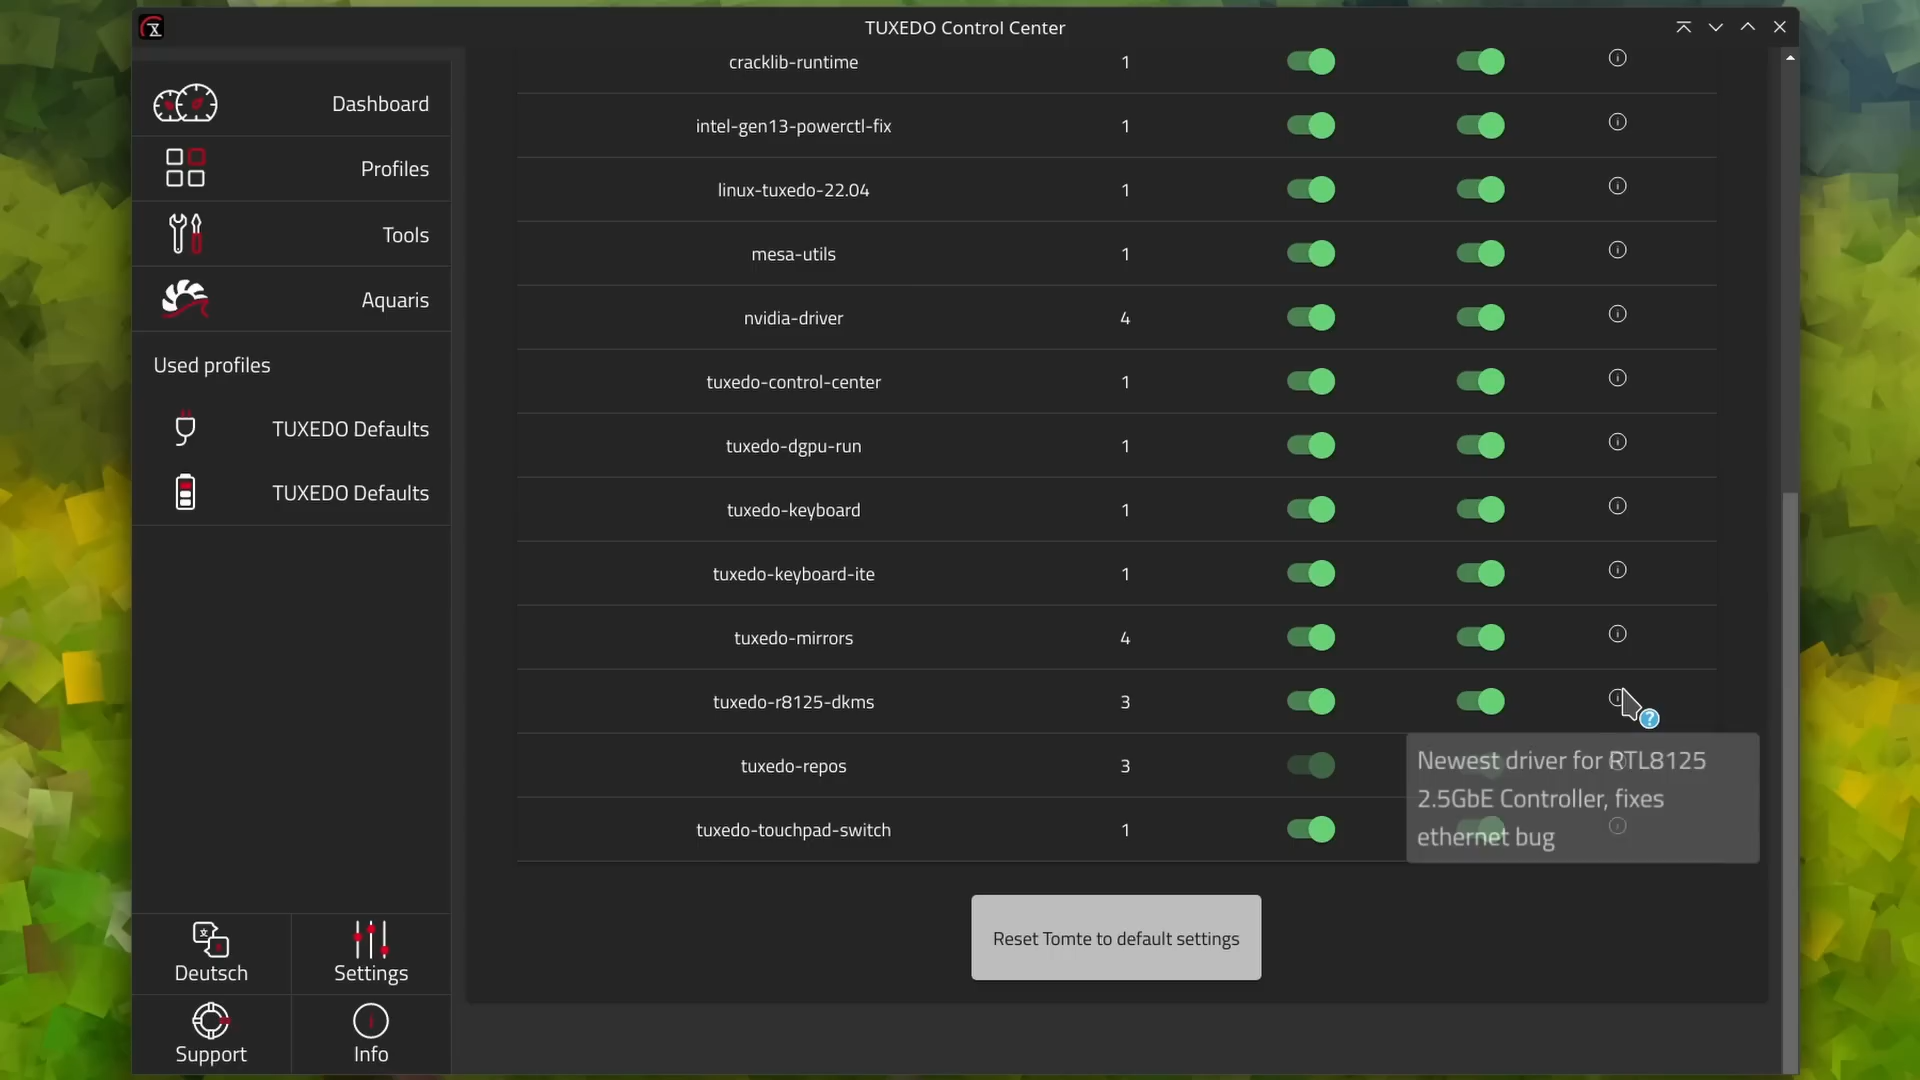 TUXEDO Control Center
Dashboard
Profiles
Tools
Aquaris
Used profiles
TUXEDO Defaults
TUXEDO Defaults
Deutsch
Settings
Support
Info
cracklib-runtime 1
intel-gen13-powerctl-fix 1
linux-tuxedo-22.04 1
mesa-utils 1
nvidia-driver 4
tuxedo-control-center 1
tuxedo-dgpu-run 1
tuxedo-keyboard 1
tuxedo-keyboard-ite 1
tuxedo-mirrors 4
tuxedo-r8125-dkms 3
tuxedo-repos 3
tuxedo-touchpad-switch 1
Newest driver for RTL8125
2.5GbE Controller, fixes
ethernet bug
Reset Tomte to default settings